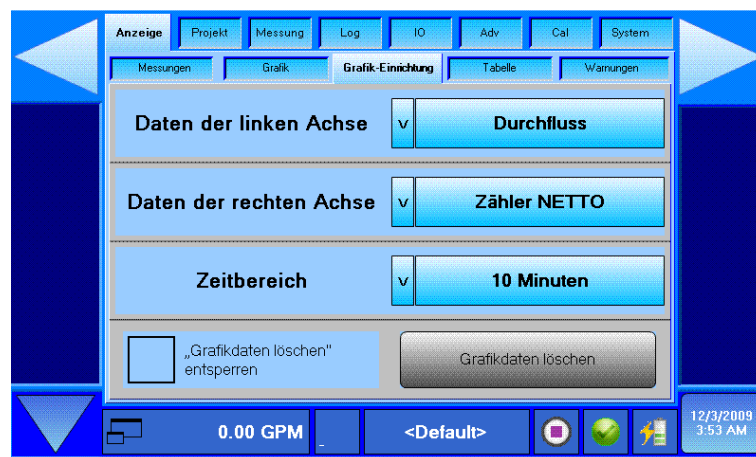 Anzeige Projekt Messung Log IO Adv Cal System
Messungen Grafik Grafik-Einrichtung Tabelle Warnungen
Daten der linken Achse v Durchfluss
Daten der rechten Achse v Zähler NETTO
Zeitbereich v 10 Minuten
„Grafikdaten löschen"
entsperren
Grafikdaten löschen
0.00 GPM _ <Default>
12/3/2009
3:53 AM